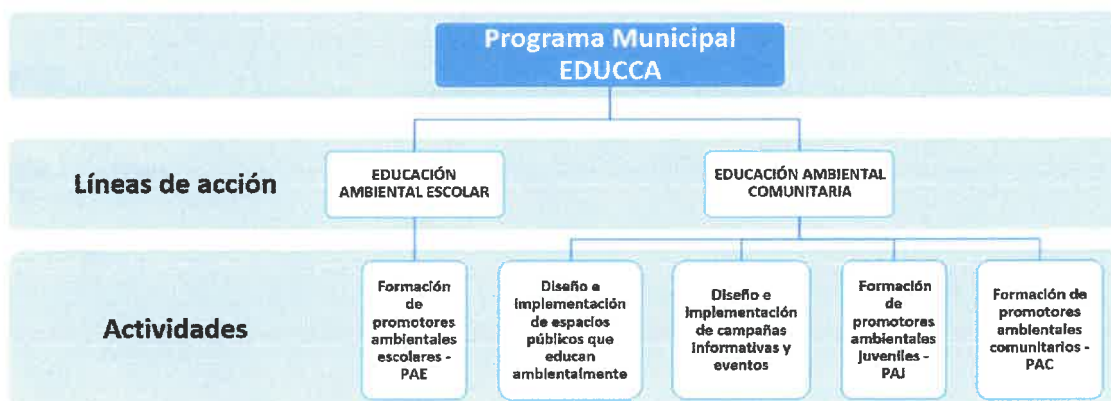 Programa Municipal
EDUCCA
Líneas de acción
EDUCACIÓN
AMBIENTAL ESCOLAR
EDUCACIÓN AMBIENTAL
COMUNITARIA
Actividades
Formación
de
promotores
ambientales
escolares -
PAE
Diseño e
implementación
de espacios
públicos que
educan
ambientalmente
Diseño e
implementación
de campañas
informativas y
eventos
Formación
de
promotores
ambientales
juveniles -
PAJ
Formación de
promotores
ambientales
comunitarios -
PAC